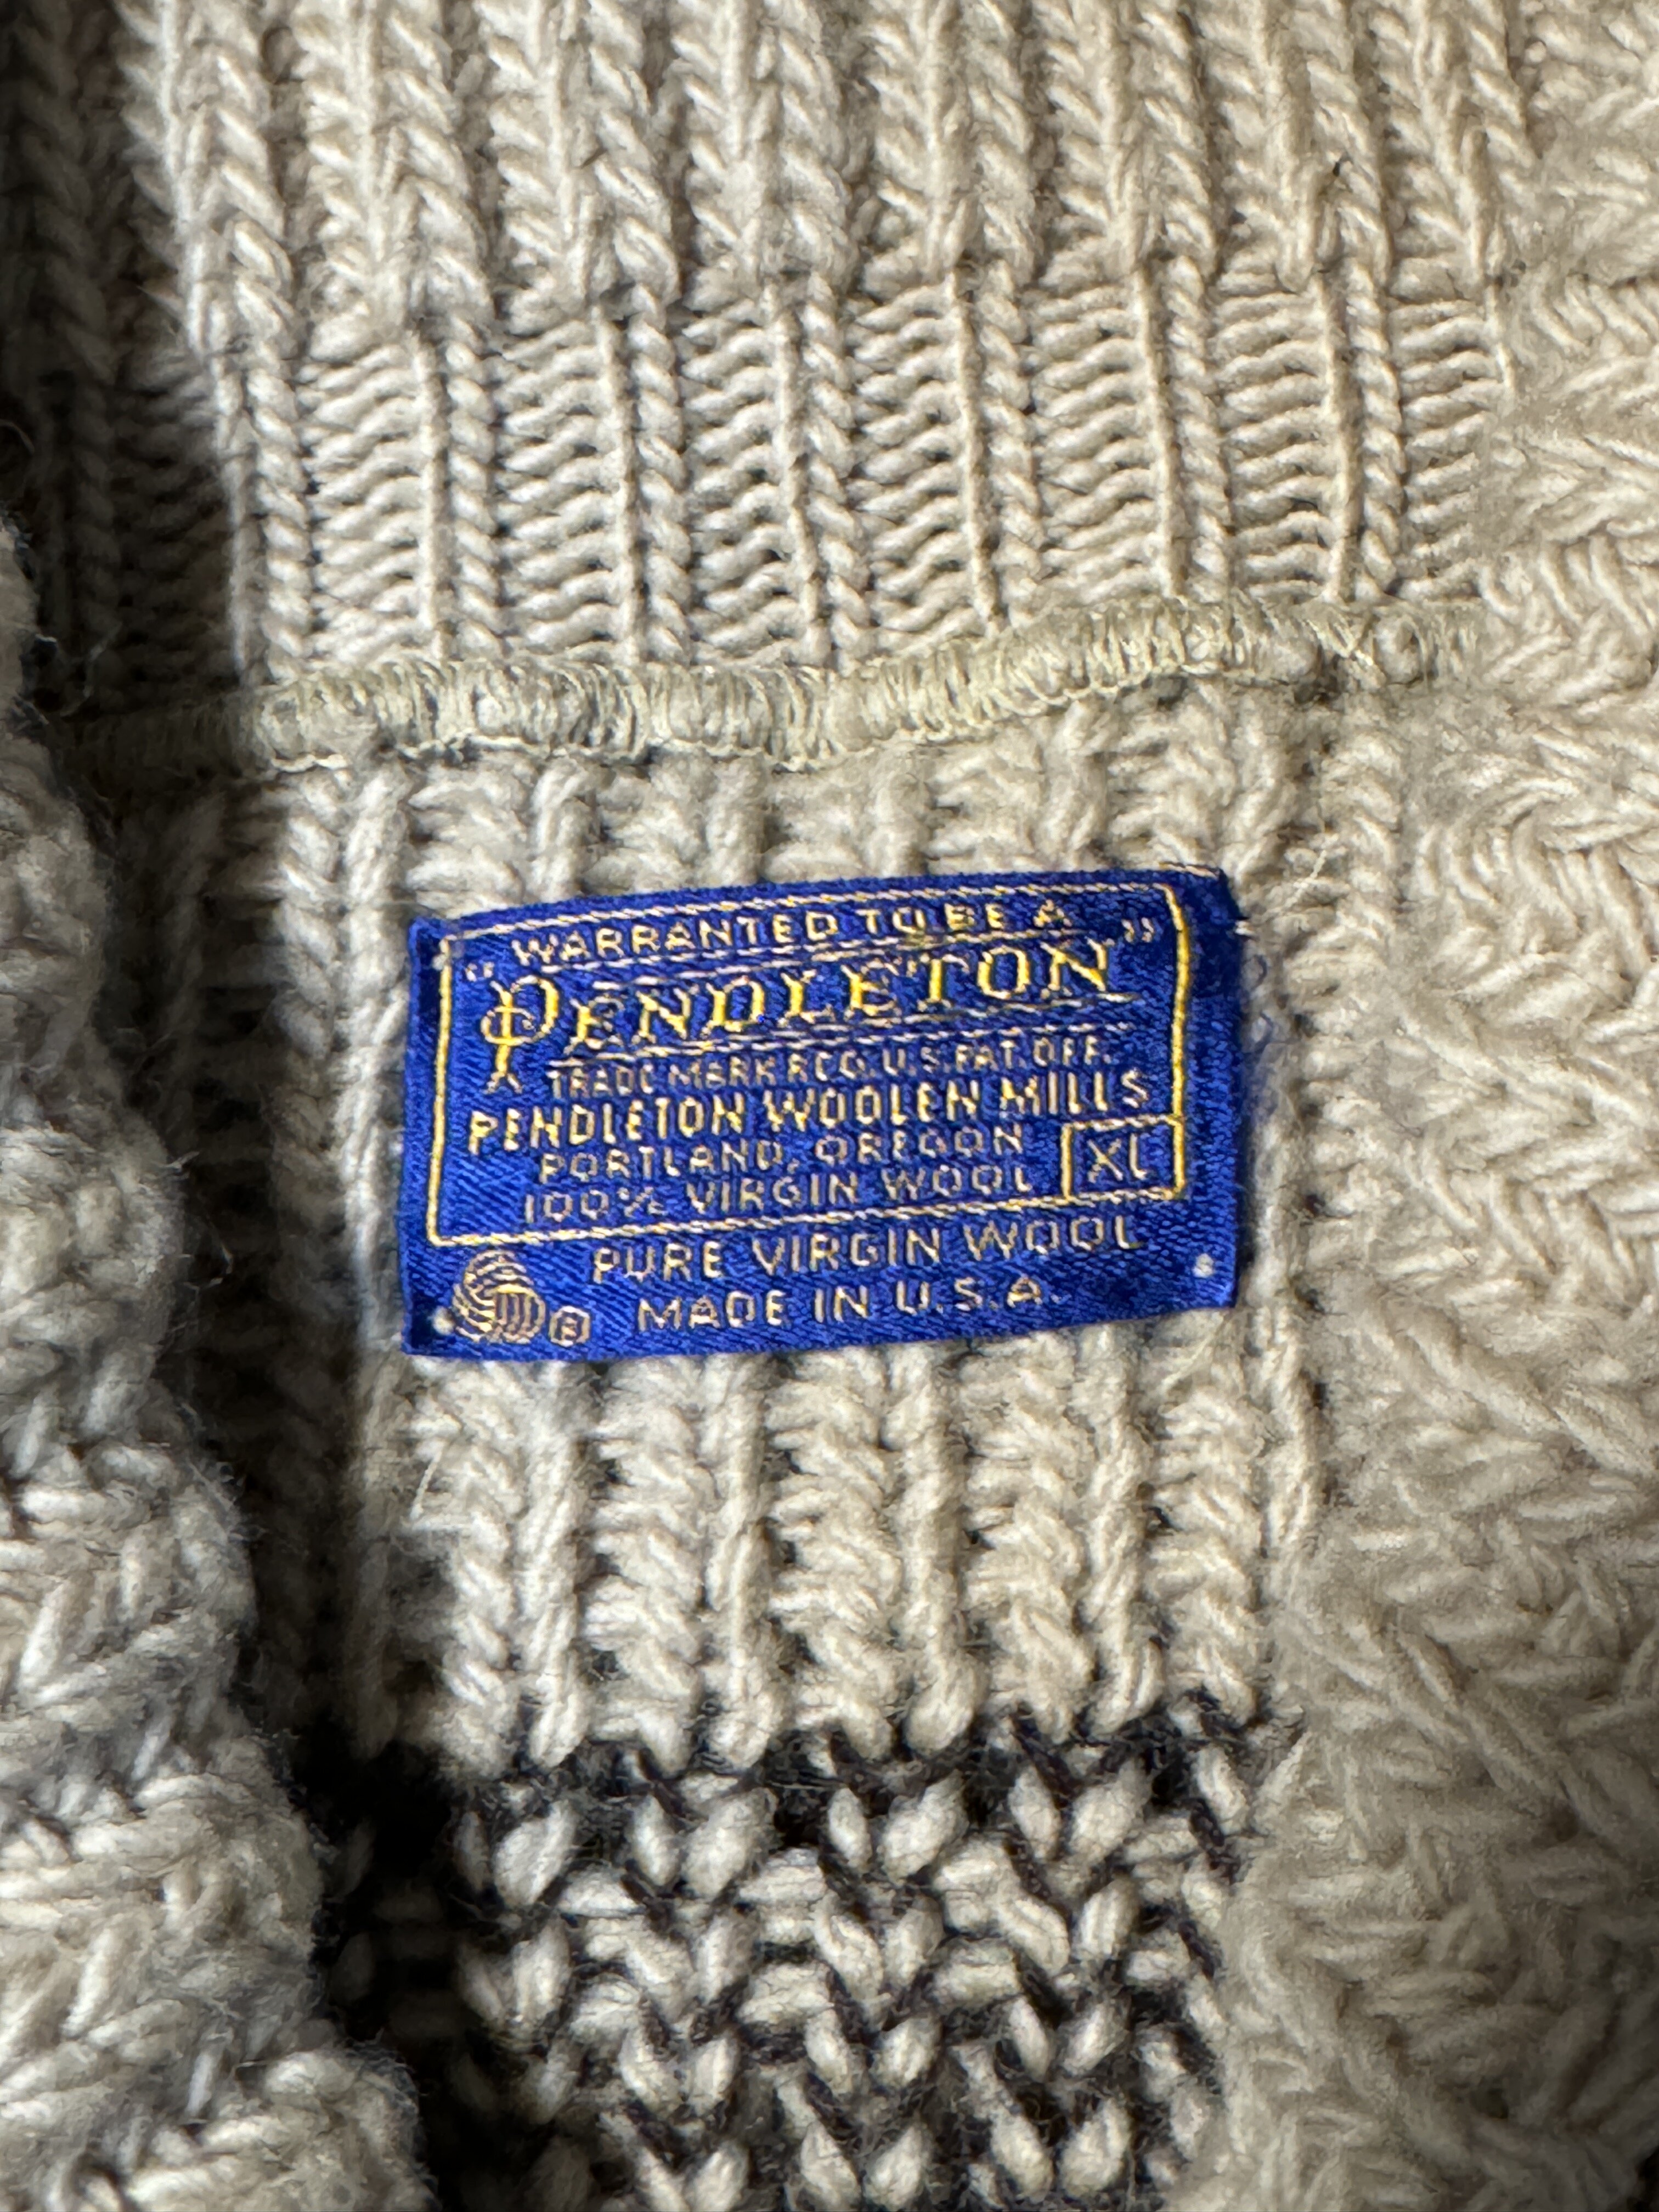 WARRANTED TO BE A
"PENDLETON"
TRADE MARK REG. U.S. PAT. OFF.
PENDLETON WOOLEN MILLS
PORTLAND, OREGON
100% VIRGIN WOOL XL
PURE VIRGIN WOOL
® MADE IN U.S.A.